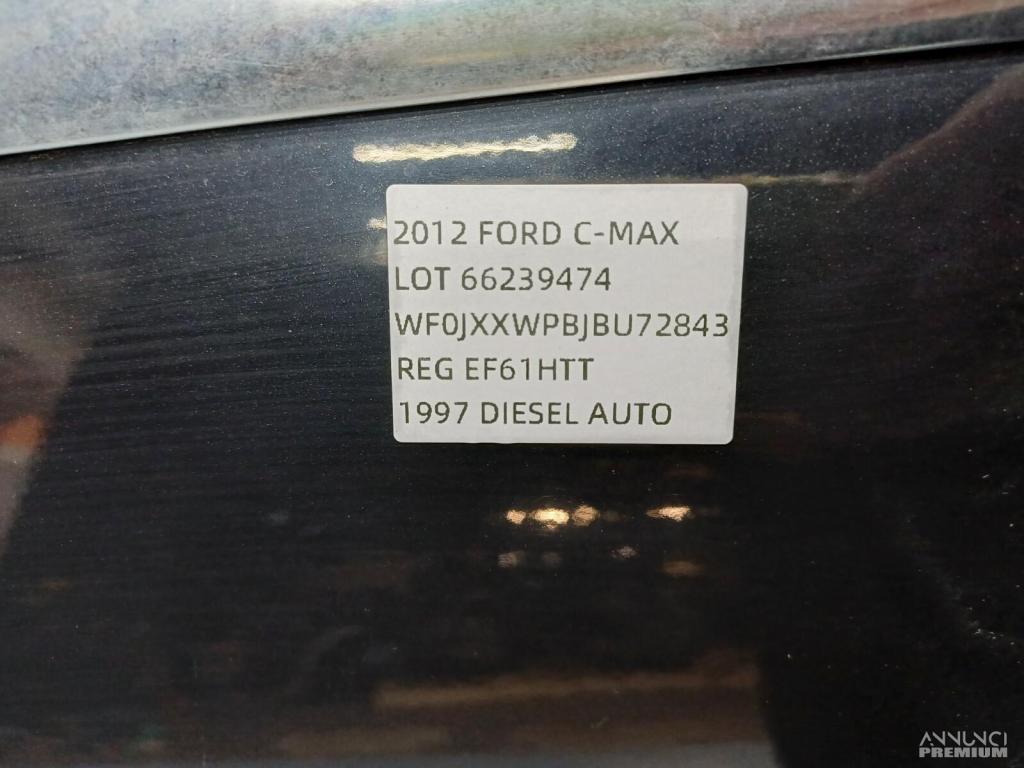 2012 FORD C-MAX
LOT 66239474
WF0JXXWPBJBU72843
REG EF61HTT
1997 DIESEL AUTO
ANNUNCI
PREMIUM